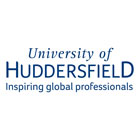 University of
HUDDERSFIELD
Inspiring global professionals